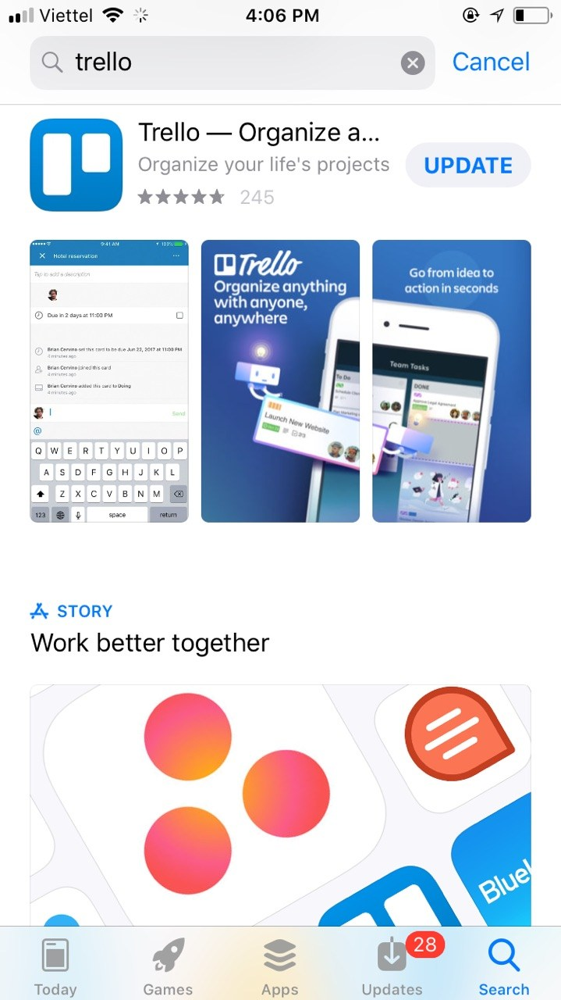 Viettel 4:06 PM
trello Cancel
Trello — Organize a...
Organize your life's projects
UPDATE
245
9:41 AM 100%
Hotel reservation
Tap to add a description
Due in 2 days at 11:00 PM
Brian Cervino set this card to be due Jun 22, 2017 at 11:00 PM
4 minutes ago
Brian Cervino joined this card
4 minutes ago
Brian Cervino added this card to Doing
4 minutes ago
Send
@
Q W E R T Y U I O P
A S D F G H J K L
Z X C V B N M
123 space return
Trello
Organize anything
with anyone,
anywhere
To Do
Launch New Website
Go from idea to
action in seconds
Team Tasks
DONE
Approve Legal Agreement
STORY
Work better together
Bluel
Today Games Apps Updates 28 Search